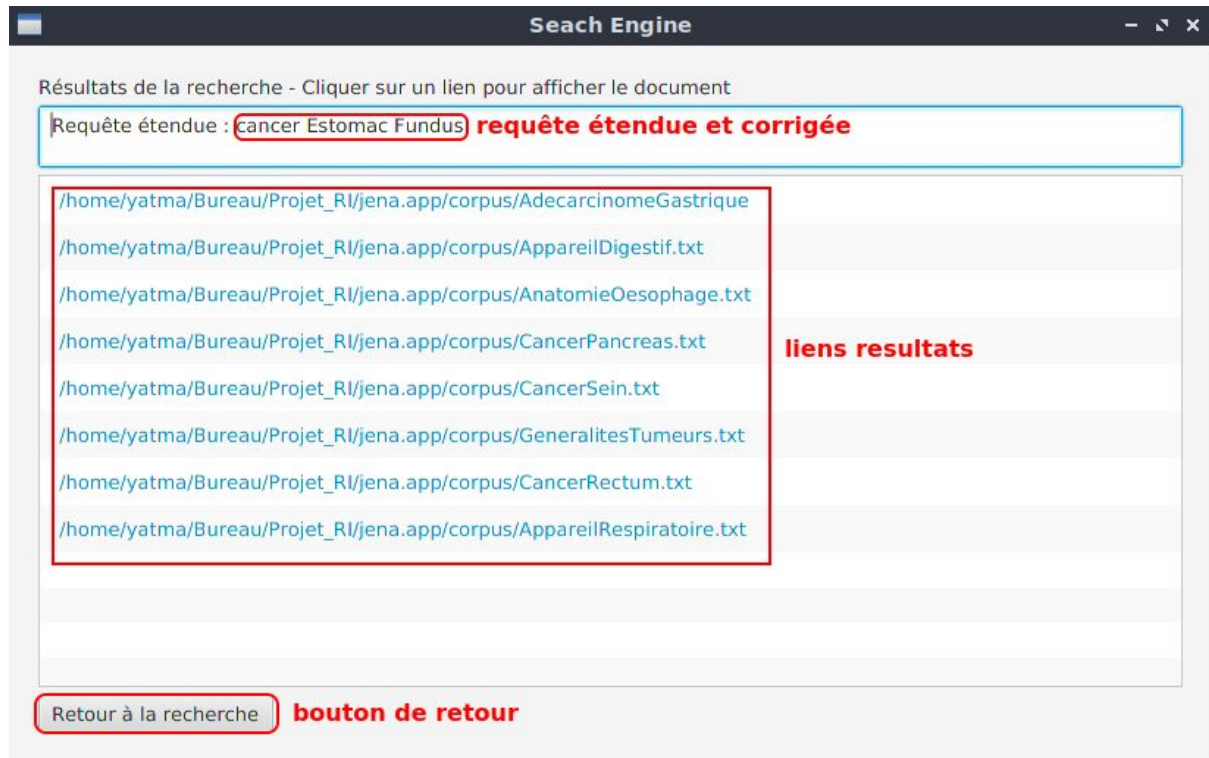 Seach Engine
Résultats de la recherche - Cliquer sur un lien pour afficher le document
Requête étendue : cancer Estomac Fundus requête étendue et corrigée
/home/yatma/Bureau/Projet_RI/jena.app/corpus/AdecarcinomeGastrique
/home/yatma/Bureau/Projet_RI/jena.app/corpus/AppareilDigestif.txt
/home/yatma/Bureau/Projet_RI/jena.app/corpus/AnatomieOesophage.txt
/home/yatma/Bureau/Projet_RI/jena.app/corpus/CancerPancreas.txt
liens resultats
/home/yatma/Bureau/Projet_RI/jena.app/corpus/CancerSein.txt
/home/yatma/Bureau/Projet_RI/jena.app/corpus/GeneralitesTumeurs.txt
/home/yatma/Bureau/Projet_RI/jena.app/corpus/CancerRectum.txt
/home/yatma/Bureau/Projet_RI/jena.app/corpus/AppareilRespiratoire.txt
Retour à la recherche bouton de retour